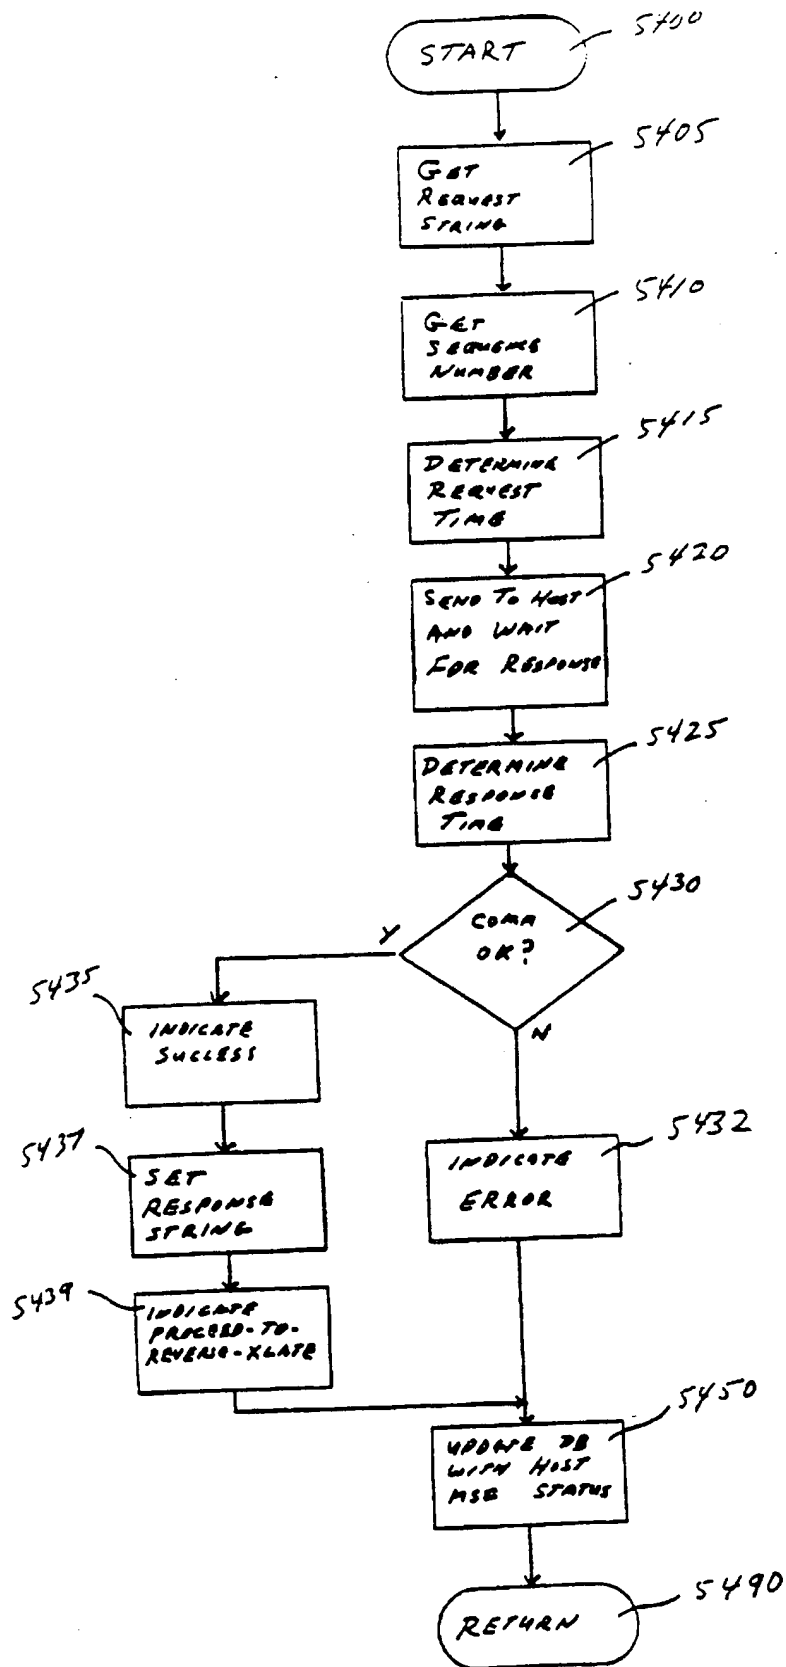 START
5400
5405
GET
REQUEST
STRING
5410
GET
SEQUENCE
NUMBER
5415
DETERMINE
REQUEST
TIME
5420
SEND TO HOST
AND WAIT
FOR RESPONSE
5425
DETERMINE
RESPONSE
TIME
5430
COMM
OK?
Y
N
5435
INDICATE
SUCCESS
5437
SET
RESPONSE
STRING
5432
INDICATE
ERROR
5439
INDICATE
PROCEED-TO-
REVERSE-XLATE
5450
UPDATE DB
WITH HOST
MSG STATUS
5490
RETURN